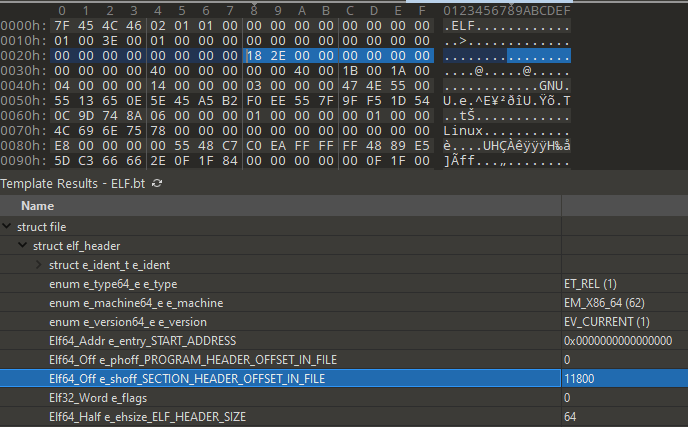 0 1 2 3 4 5 6 7 8 9 A B C D E F 0123456789ABCDEF
0000h: 7F 45 4C 46 02 01 01 00 00 00 00 00 00 00 00 00 .ELF............
0010h: 01 00 3E 00 01 00 00 00 00 00 00 00 00 00 00 00 ..>.............
0020h: 00 00 00 00 00 00 00 00 18 2E 00 00 00 00 00 00 ................
0030h: 00 00 00 00 40 00 00 00 00 00 40 00 1B 00 1A 00 ....@.....@.....
0040h: 04 00 00 00 14 00 00 00 03 00 00 00 47 4E 55 00 ............GNU.
0050h: 55 13 65 0E 5E 45 A5 B2 F0 EE 55 7F 9F F5 1D 54 U.e.^E¥²ðîU.Ÿõ.T
0060h: 0C 9D 74 8A 06 00 00 00 01 00 00 00 00 01 00 00 ..tŠ............
0070h: 4C 69 6E 75 78 00 00 00 00 00 00 00 00 00 00 00 Linux...........
0080h: E8 00 00 00 00 55 48 C7 C0 EA FF FF FF 48 89 E5 è....UHÇÀêÿÿÿH‰å
0090h: 5D C3 66 66 2E 0F 1F 84 00 00 00 00 00 0F 1F 00 ]Ãff...„........
Template Results - ELF.bt
Name
struct file
struct elf_header
struct e_ident_t e_ident
enum e_type64_e e_type ET_REL (1)
enum e_machine64_e e_machine EM_X86_64 (62)
enum e_version64_e e_version EV_CURRENT (1)
Elf64_Addr e_entry_START_ADDRESS 0x0000000000000000
Elf64_Off e_phoff_PROGRAM_HEADER_OFFSET_IN_FILE 0
Elf64_Off e_shoff_SECTION_HEADER_OFFSET_IN_FILE 11800
Elf32_Word e_flags 0
Elf64_Half e_ehsize_ELF_HEADER_SIZE 64